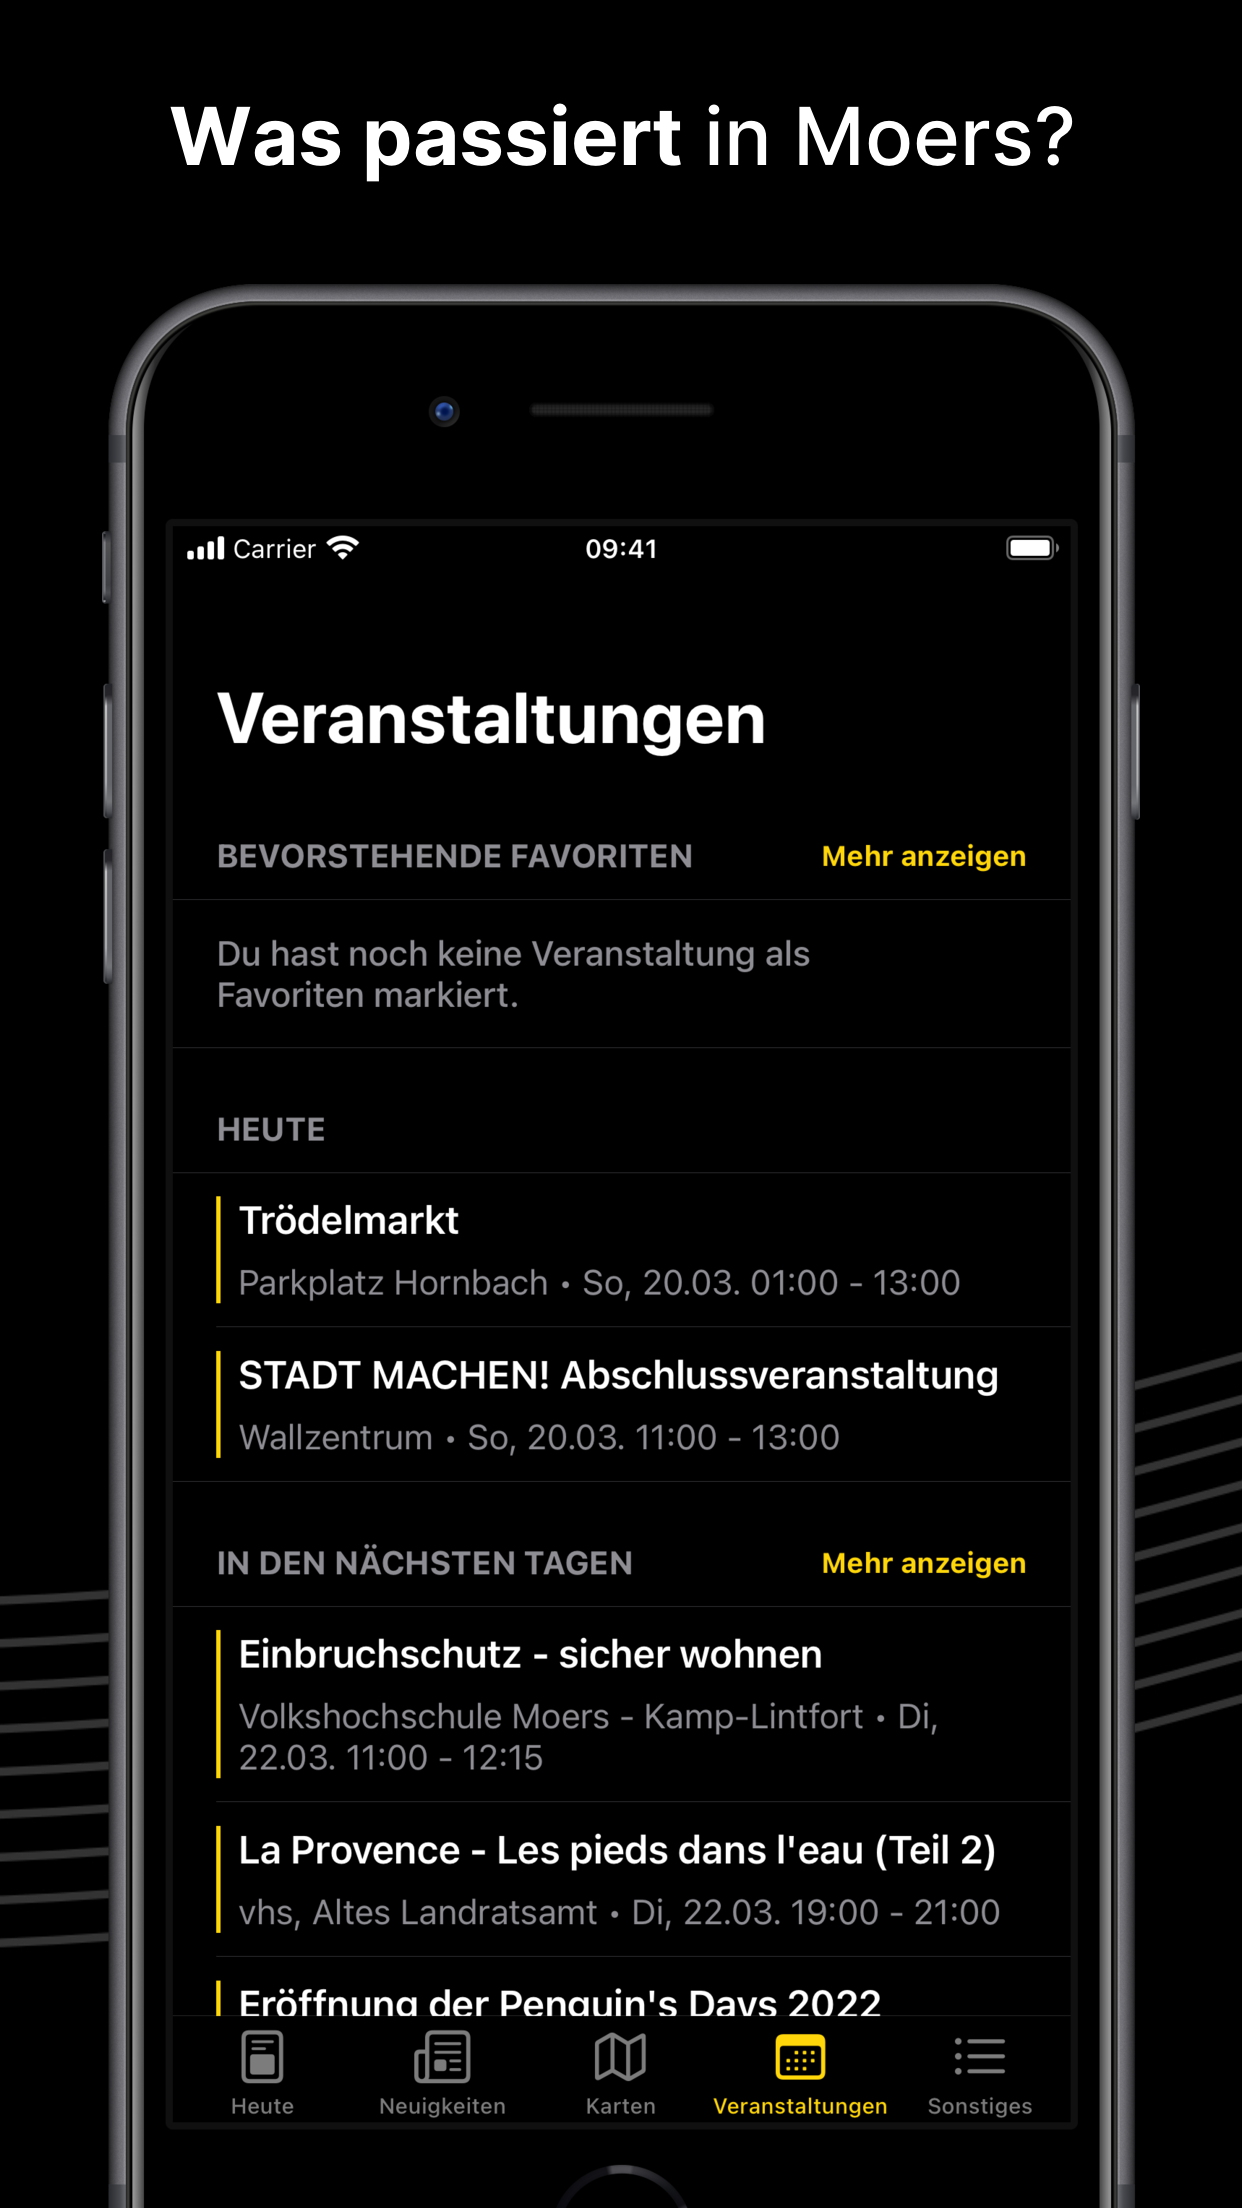 Was passiert in Moers?
Carrier
09:41
Veranstaltungen
BEVORSTEHENDE FAVORITEN
Mehr anzeigen
Du hast noch keine Veranstaltung als
Favoriten markiert.
HEUTE
Trödelmarkt
Parkplatz Hornbach • So, 20.03. 01:00 - 13:00
STADT MACHEN! Abschlussveranstaltung
Wallzentrum • So, 20.03. 11:00 - 13:00
IN DEN NÄCHSTEN TAGEN
Mehr anzeigen
Einbruchschutz - sicher wohnen
Volkshochschule Moers - Kamp-Lintfort • Di,
22.03. 11:00 - 12:15
La Provence - Les pieds dans l'eau (Teil 2)
vhs, Altes Landratsamt • Di, 22.03. 19:00 - 21:00
Eröffnung der Penguin's Days 2022
Heute
Neuigkeiten
Karten
Veranstaltungen
Sonstiges